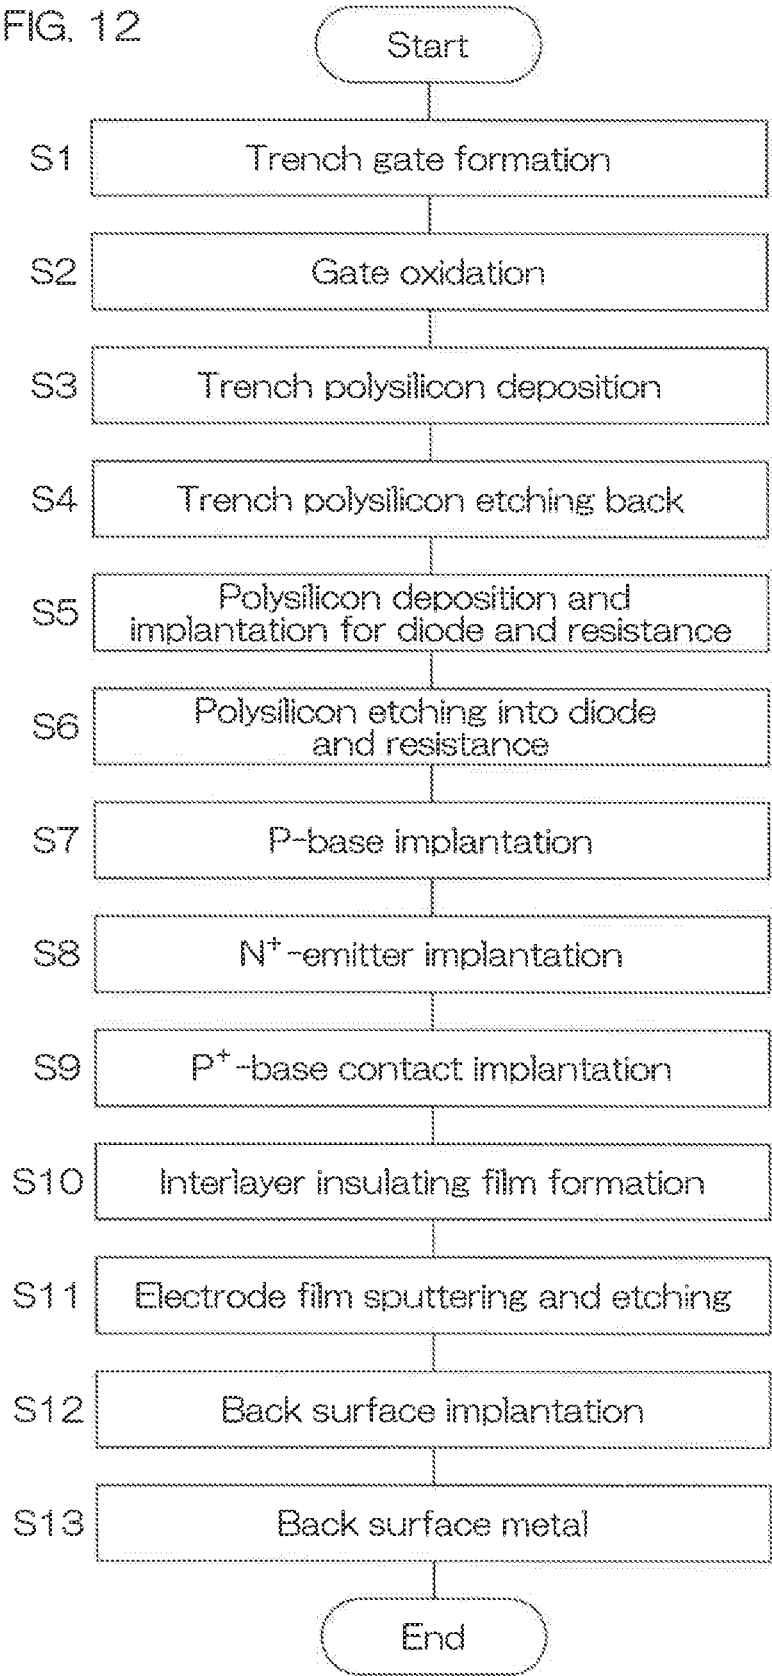 FIG. 12
Start
S1 Trench gate formation
S2 Gate oxidation
S3 Trench polysilicon deposition
S4 Trench polysilicon etching back
S5 Polysilicon deposition and
implantation for diode and resistance
S6 Polysilicon etching into diode
and resistance
S7 P-base implantation
S8 N⁺-emitter implantation
S9 P⁺-base contact implantation
S10 Interlayer insulating film formation
S11 Electrode film sputtering and etching
S12 Back surface implantation
S13 Back surface metal
End